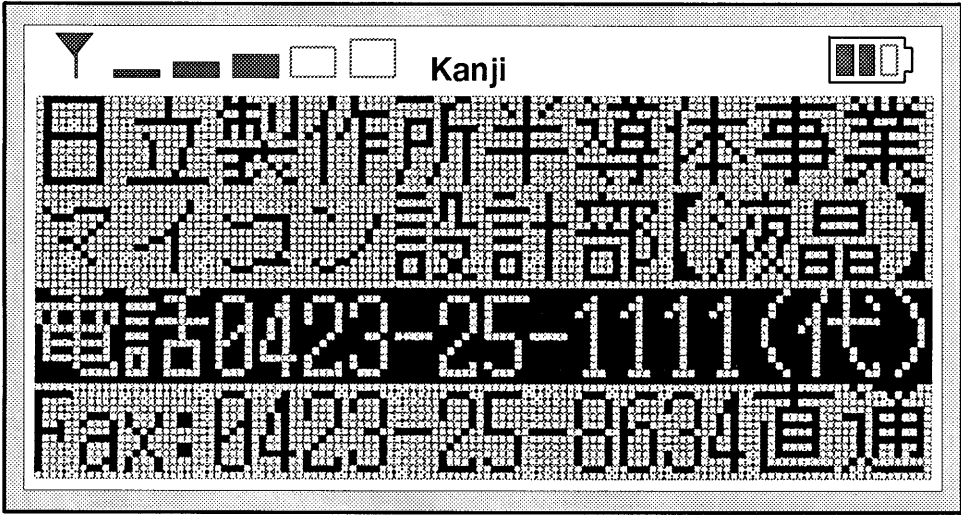 Kanji
日立製作所半導体事業
マイコン設計部【液晶】
電話0423-25-1111(代)
Fax:0423-25-8634直通